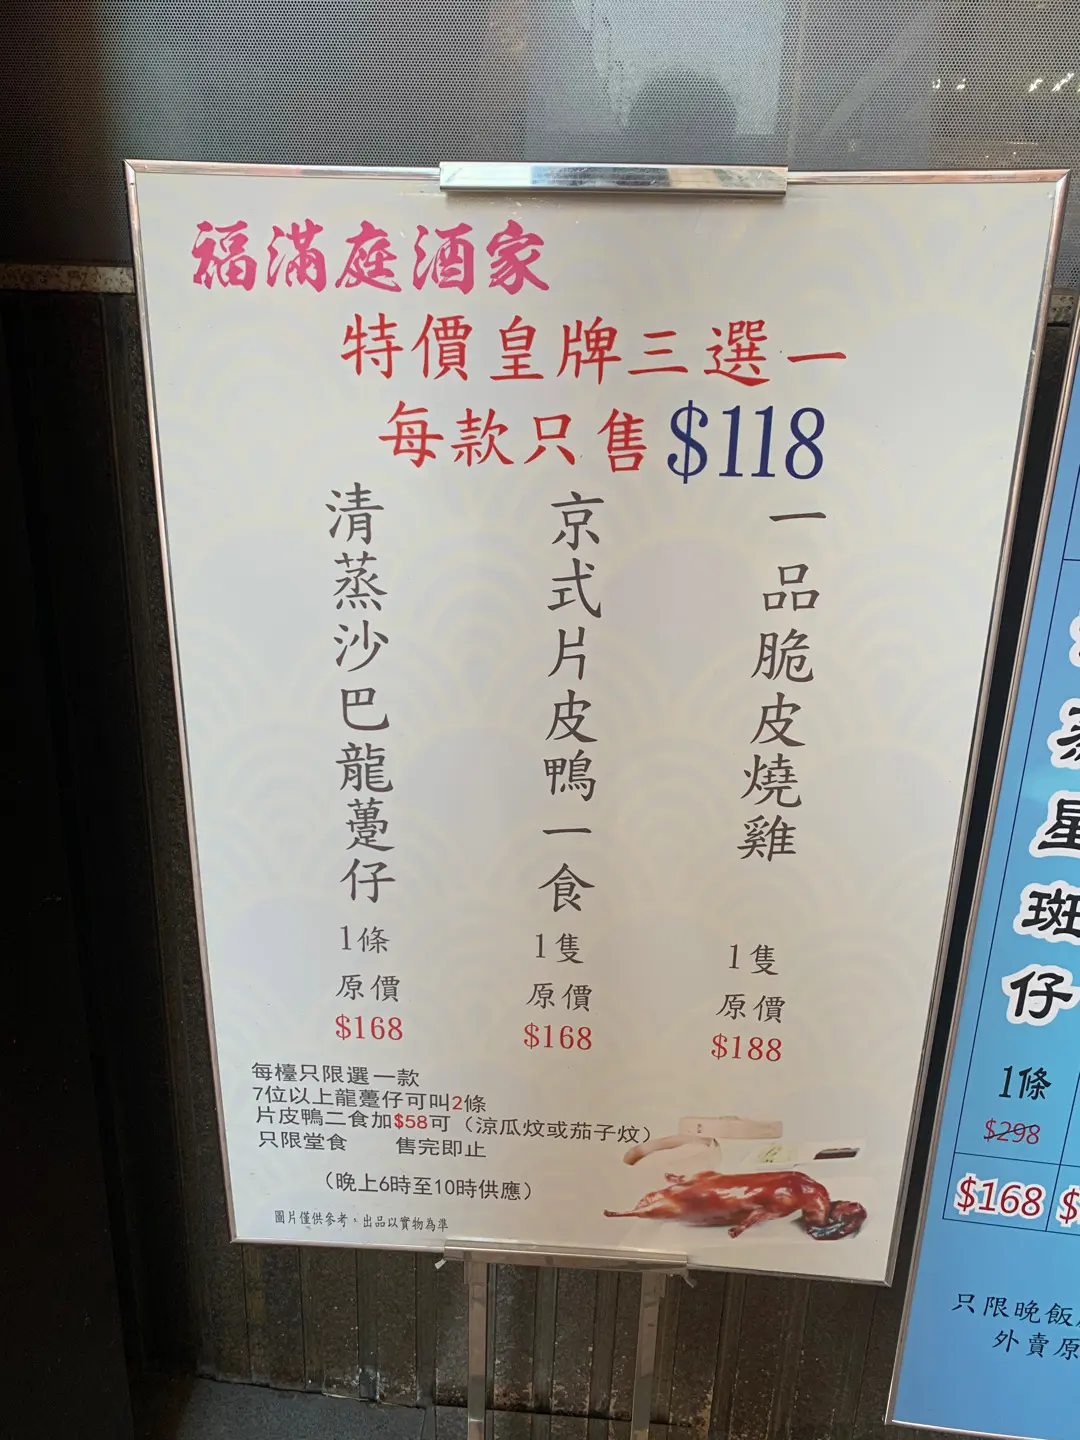 福滿庭酒家
特價皇牌三選一
每款只售$118
清蒸沙巴龍躉仔
1條
原價
$168
京式片皮鴨一食
1隻
原價
$168
一品脆皮燒雞
1隻
原價
$188
每檯只限選一款
7位以上龍躉仔可叫2條
片皮鴨二食加$58可（涼瓜炆或茄子炆）
只限堂食 售完即止
（晚上6時至10時供應）
圖片僅供參考，出品以實物為準
星斑仔
1條
$298
$168
只限晚飯
外賣原